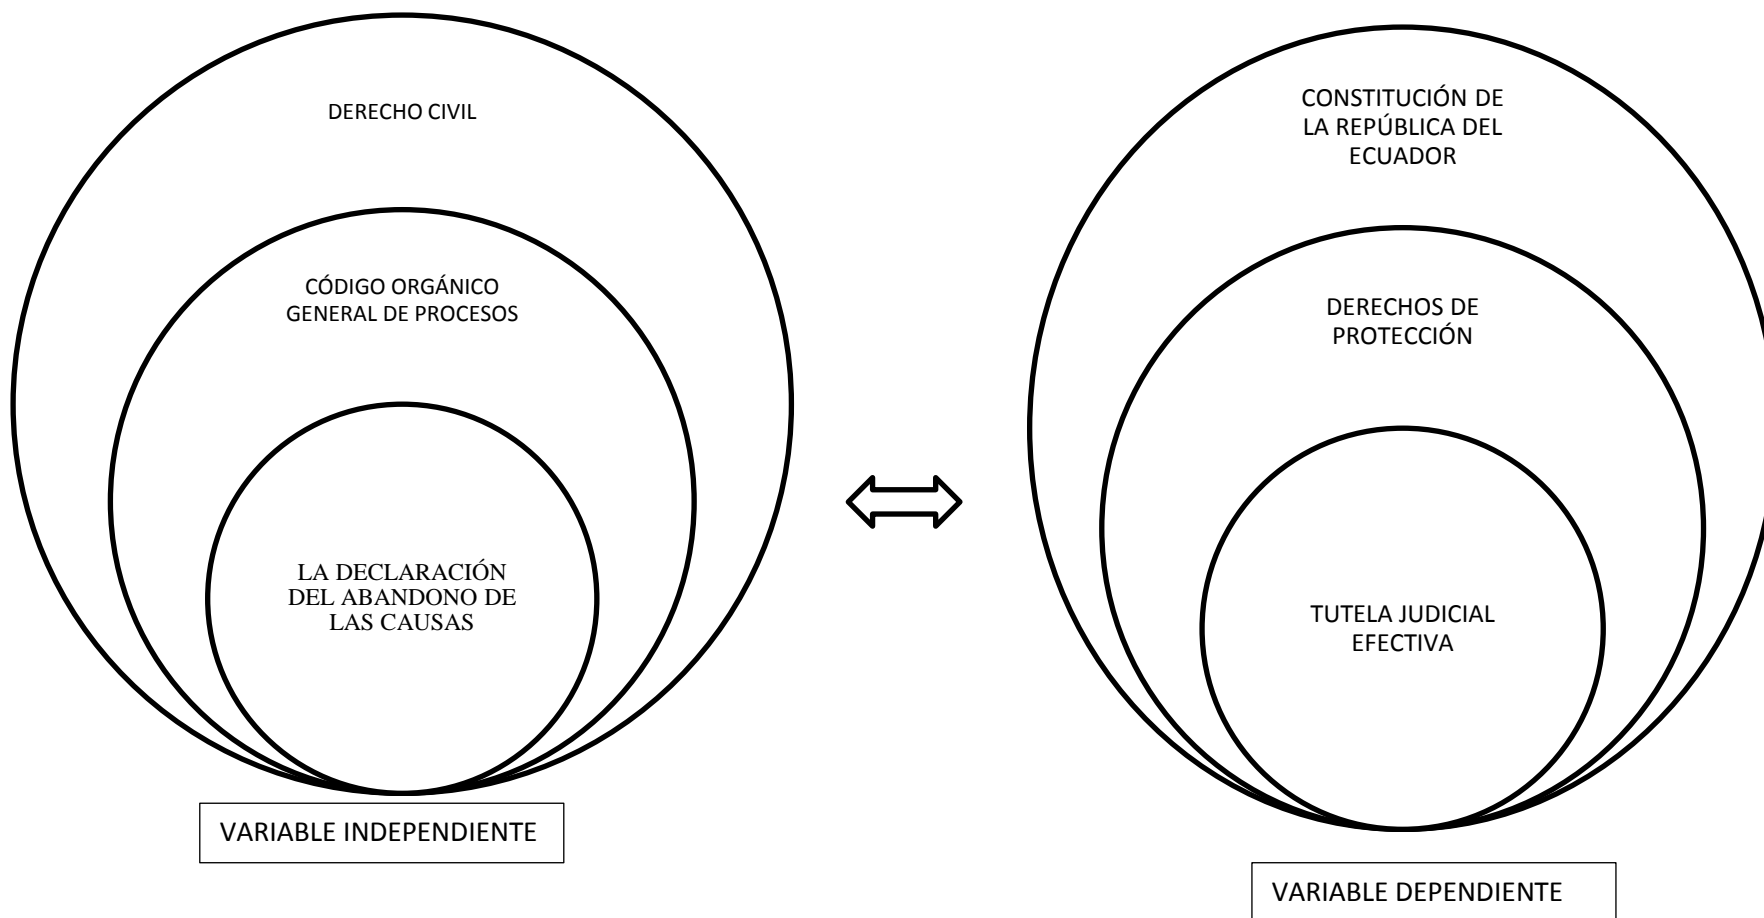 DERECHO CIVIL
CÓDIGO ORGÁNICO
GENERAL DE PROCESOS
LA DECLARACIÓN
DEL ABANDONO DE
LAS CAUSAS
VARIABLE INDEPENDIENTE
CONSTITUCIÓN DE
LA REPÚBLICA DEL
ECUADOR
DERECHOS DE
PROTECCIÓN
TUTELA JUDICIAL
EFECTIVA
VARIABLE DEPENDIENTE